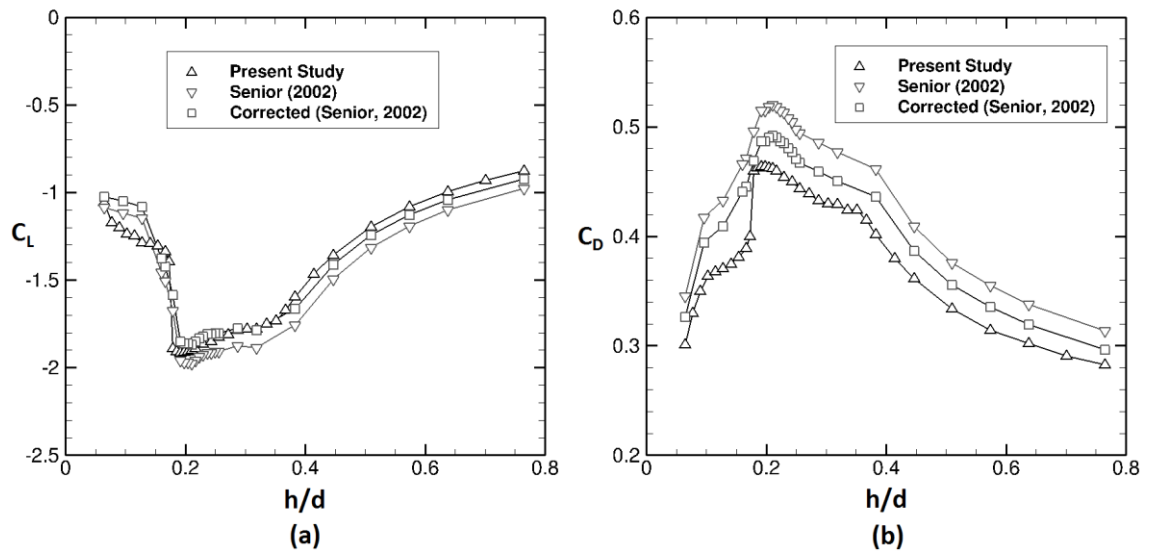 0
-0.5
-1
-1.5
-2
-2.5
C_L
Present Study
Senior (2002)
Corrected (Senior, 2002)
0 0.2 0.4 0.6 0.8
h/d
(a)
0.6
0.5
0.4
0.3
0.2
C_D
Present Study
Senior (2002)
Corrected (Senior, 2002)
0 0.2 0.4 0.6 0.8
h/d
(b)